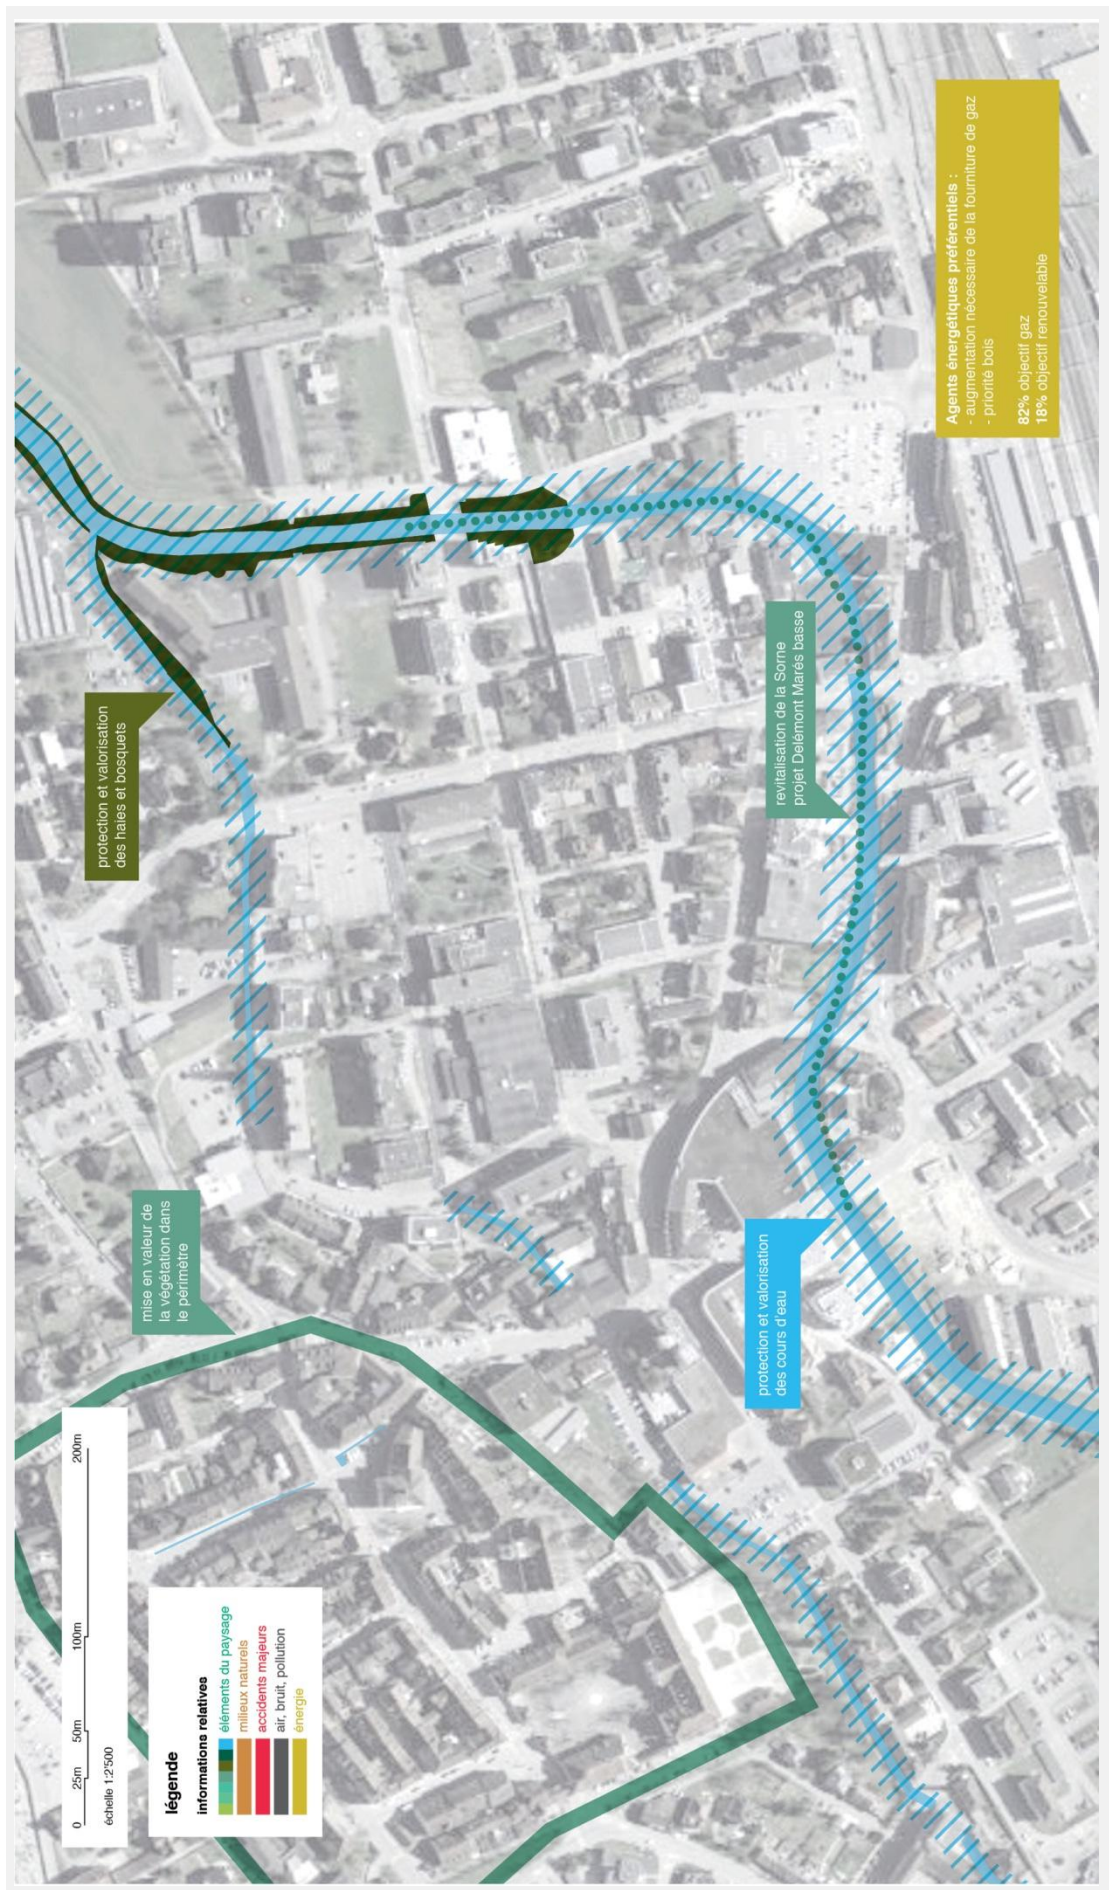 0 25m 50m 100m 200m
échelle 1:2'500
légende
informations relatives
éléments du paysage
milieux naturels
accidents majeurs
air, bruit, pollution
énergie
mise en valeur de
la végétation dans
le périmètre
protection et valorisation
des haies et bosquets
protection et valorisation
des cours d'eau
revitalisation de la Sorne
projet Delémont Marés basse
Agents énergétiques préférentiels :
- augmentation nécessaire de la fourniture de gaz
- priorité bois
82% objectif gaz
18% objectif renouvelable